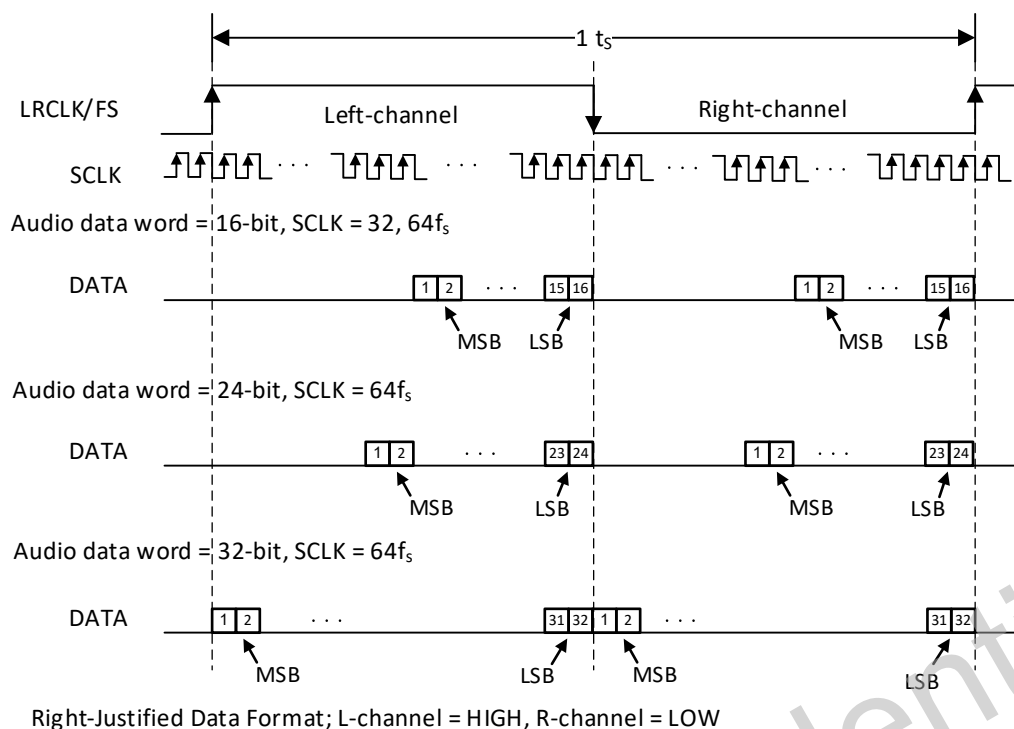 1 tS
LRCLK/FS
Left-channel
Right-channel
SCLK
Audio data word = 16-bit, SCLK = 32, 64fs
DATA
1 2 · · · 15 16 1 2 · · · 15 16
MSB LSB MSB LSB
Audio data word = 24-bit, SCLK = 64fs
DATA
1 2 · · · 23 24 1 2 · · · 23 24
MSB LSB MSB LSB
Audio data word = 32-bit, SCLK = 64fs
DATA
1 2 · · · 31 32 1 2 · · · 31 32
MSB LSB MSB LSB
Right-Justified Data Format; L-channel = HIGH, R-channel = LOW